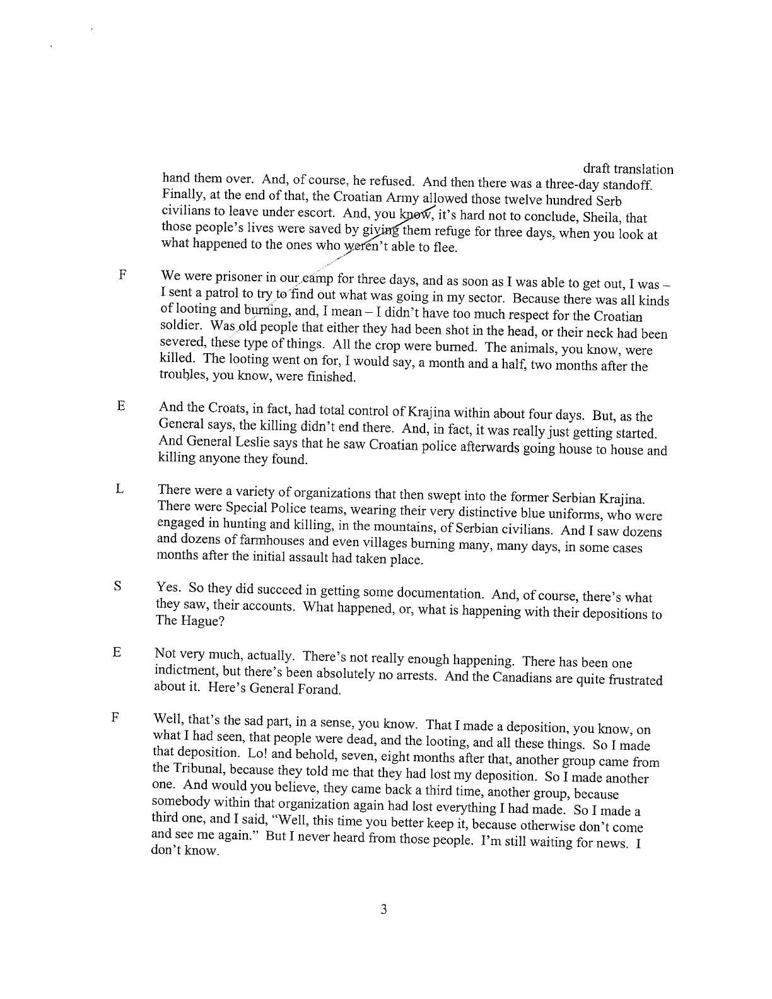 draft translation
hand them over. And, of course, he refused. And then there was a three-day standoff.
Finally, at the end of that, the Croatian Army allowed those twelve hundred Serb
civilians to leave under escort. And, you know, it's hard not to conclude, Sheila, that
those people's lives were saved by giving them refuge for three days, when you look at
what happened to the ones who weren't able to flee.
F We were prisoner in our camp for three days, and as soon as I was able to get out, I was –
I sent a patrol to try to find out what was going in my sector. Because there was all kinds
of looting and burning, and, I mean – I didn't have too much respect for the Croatian
soldier. Was old people that either they had been shot in the head, or their neck had been
severed, these type of things. All the crop were burned. The animals, you know, were
killed. The looting went on for, I would say, a month and a half, two months after the
troubles, you know, were finished.
E And the Croats, in fact, had total control of Krajina within about four days. But, as the
General says, the killing didn't end there. And, in fact, it was really just getting started.
And General Leslie says that he saw Croatian police afterwards going house to house and
killing anyone they found.
L There were a variety of organizations that then swept into the former Serbian Krajina.
There were Special Police teams, wearing their very distinctive blue uniforms, who were
engaged in hunting and killing, in the mountains, of Serbian civilians. And I saw dozens
and dozens of farmhouses and even villages burning many, many days, in some cases
months after the initial assault had taken place.
S Yes. So they did succeed in getting some documentation. And, of course, there's what
they saw, their accounts. What happened, or, what is happening with their depositions to
The Hague?
E Not very much, actually. There's not really enough happening. There has been one
indictment, but there's been absolutely no arrests. And the Canadians are quite frustrated
about it. Here's General Forand.
F Well, that's the sad part, in a sense, you know. That I made a deposition, you know, on
what I had seen, that people were dead, and the looting, and all these things. So I made
that deposition. Lo! and behold, seven, eight months after that, another group came from
the Tribunal, because they told me that they had lost my deposition. So I made another
one. And would you believe, they came back a third time, another group, because
somebody within that organization again had lost everything I had made. So I made a
third one, and I said, “Well, this time you better keep it, because otherwise don't come
and see me again.” But I never heard from those people. I'm still waiting for news. I
don't know.
3